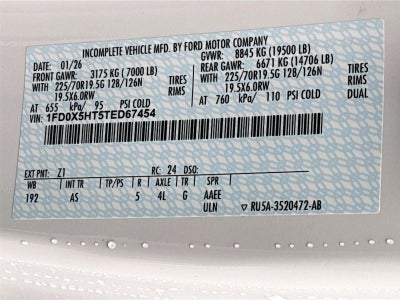 INCOMPLETE VEHICLE MFD. BY FORD MOTOR COMPANY
DATE: 01/26 GVWR: 8845 KG (19500 LB)
FRONT GAWR: 3175 KG (7000 LB) REAR GAWR: 6671 KG (14706 LB)
WITH 225/70R19.5G 128/126N TIRES WITH 225/70R19.5G 128/126N TIRES
19.5X6.0RW RIMS 19.5X6.0RW RIMS
AT 655 kPa/ 95 PSI COLD AT 760 kPa/ 110 PSI COLD
VIN: 1FD0X5HT5TED67454
EXT PNT: Z1 RC: 24 DSO:
WB INT TR TP/PS R AXLE TR SPR
192 AS 5 4L G AAEE
ULN ▼ RU5A-3520472-AB